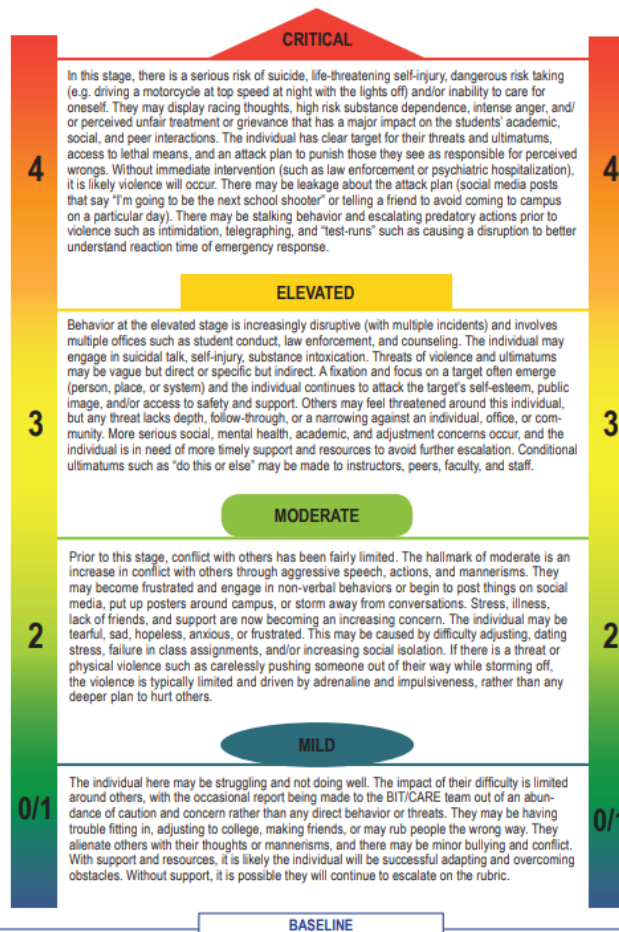 CRITICAL
In this stage, there is a serious risk of suicide, life-threatening self-injury, dangerous risk taking
(e.g. driving a motorcycle at top speed at night with the lights off) and/or inability to care for
oneself. They may display racing thoughts, high risk substance dependence, intense anger, and/
or perceived unfair treatment or grievance that has a major impact on the students' academic,
social, and peer interactions. The individual has clear target for their threats and ultimatums,
access to lethal means, and an attack plan to punish those they see as responsible for perceived
wrongs. Without immediate intervention (such as law enforcement or psychiatric hospitalization),
it is likely violence will occur. There may be leakage about the attack plan (social media posts
that say “I'm going to be the next school shooter” or telling a friend to avoid coming to campus
on a particular day). There may be stalking behavior and escalating predatory actions prior to
violence such as intimidation, telegraphing, and “test-runs” such as causing a disruption to better
understand reaction time of emergency response.
4
4
ELEVATED
Behavior at the elevated stage is increasingly disruptive (with multiple incidents) and involves
multiple offices such as student conduct, law enforcement, and counseling. The individual may
engage in suicidal talk, self-injury, substance intoxication. Threats of violence and ultimatums
may be vague but direct or specific but indirect. A fixation and focus on a target often emerge
(person, place, or system) and the individual continues to attack the target's self-esteem, public
image, and/or access to safety and support. Others may feel threatened around this individual,
but any threat lacks depth, follow-through, or a narrowing against an individual, office, or com-
munity. More serious social, mental health, academic, and adjustment concerns occur, and the
individual is in need of more timely support and resources to avoid further escalation. Conditional
ultimatums such as “do this or else” may be made to instructors, peers, faculty, and staff.
3
3
MODERATE
Prior to this stage, conflict with others has been fairly limited. The hallmark of moderate is an
increase in conflict with others through aggressive speech, actions, and mannerisms. They
may become frustrated and engage in non-verbal behaviors or begin to post things on social
media, put up posters around campus, or storm away from conversations. Stress, illness,
lack of friends, and support are now becoming an increasing concern. The individual may be
tearful, sad, hopeless, anxious, or frustrated. This may be caused by difficulty adjusting, dating
stress, failure in class assignments, and/or increasing social isolation. If there is a threat or
physical violence such as carelessly pushing someone out of their way while storming off,
the violence is typically limited and driven by adrenaline and impulsiveness, rather than any
deeper plan to hurt others.
2
2
MILD
The individual here may be struggling and not doing well. The impact of their difficulty is limited
around others, with the occasional report being made to the BIT/CARE team out of an abun-
dance of caution and concern rather than any direct behavior or threats. They may be having
trouble fitting in, adjusting to college, making friends, or may rub people the wrong way. They
alienate others with their thoughts or mannerisms, and there may be minor bullying and conflict.
With support and resources, it is likely the individual will be successful adapting and overcoming
obstacles. Without support, it is possible they will continue to escalate on the rubric.
0/1
0/1
BASELINE